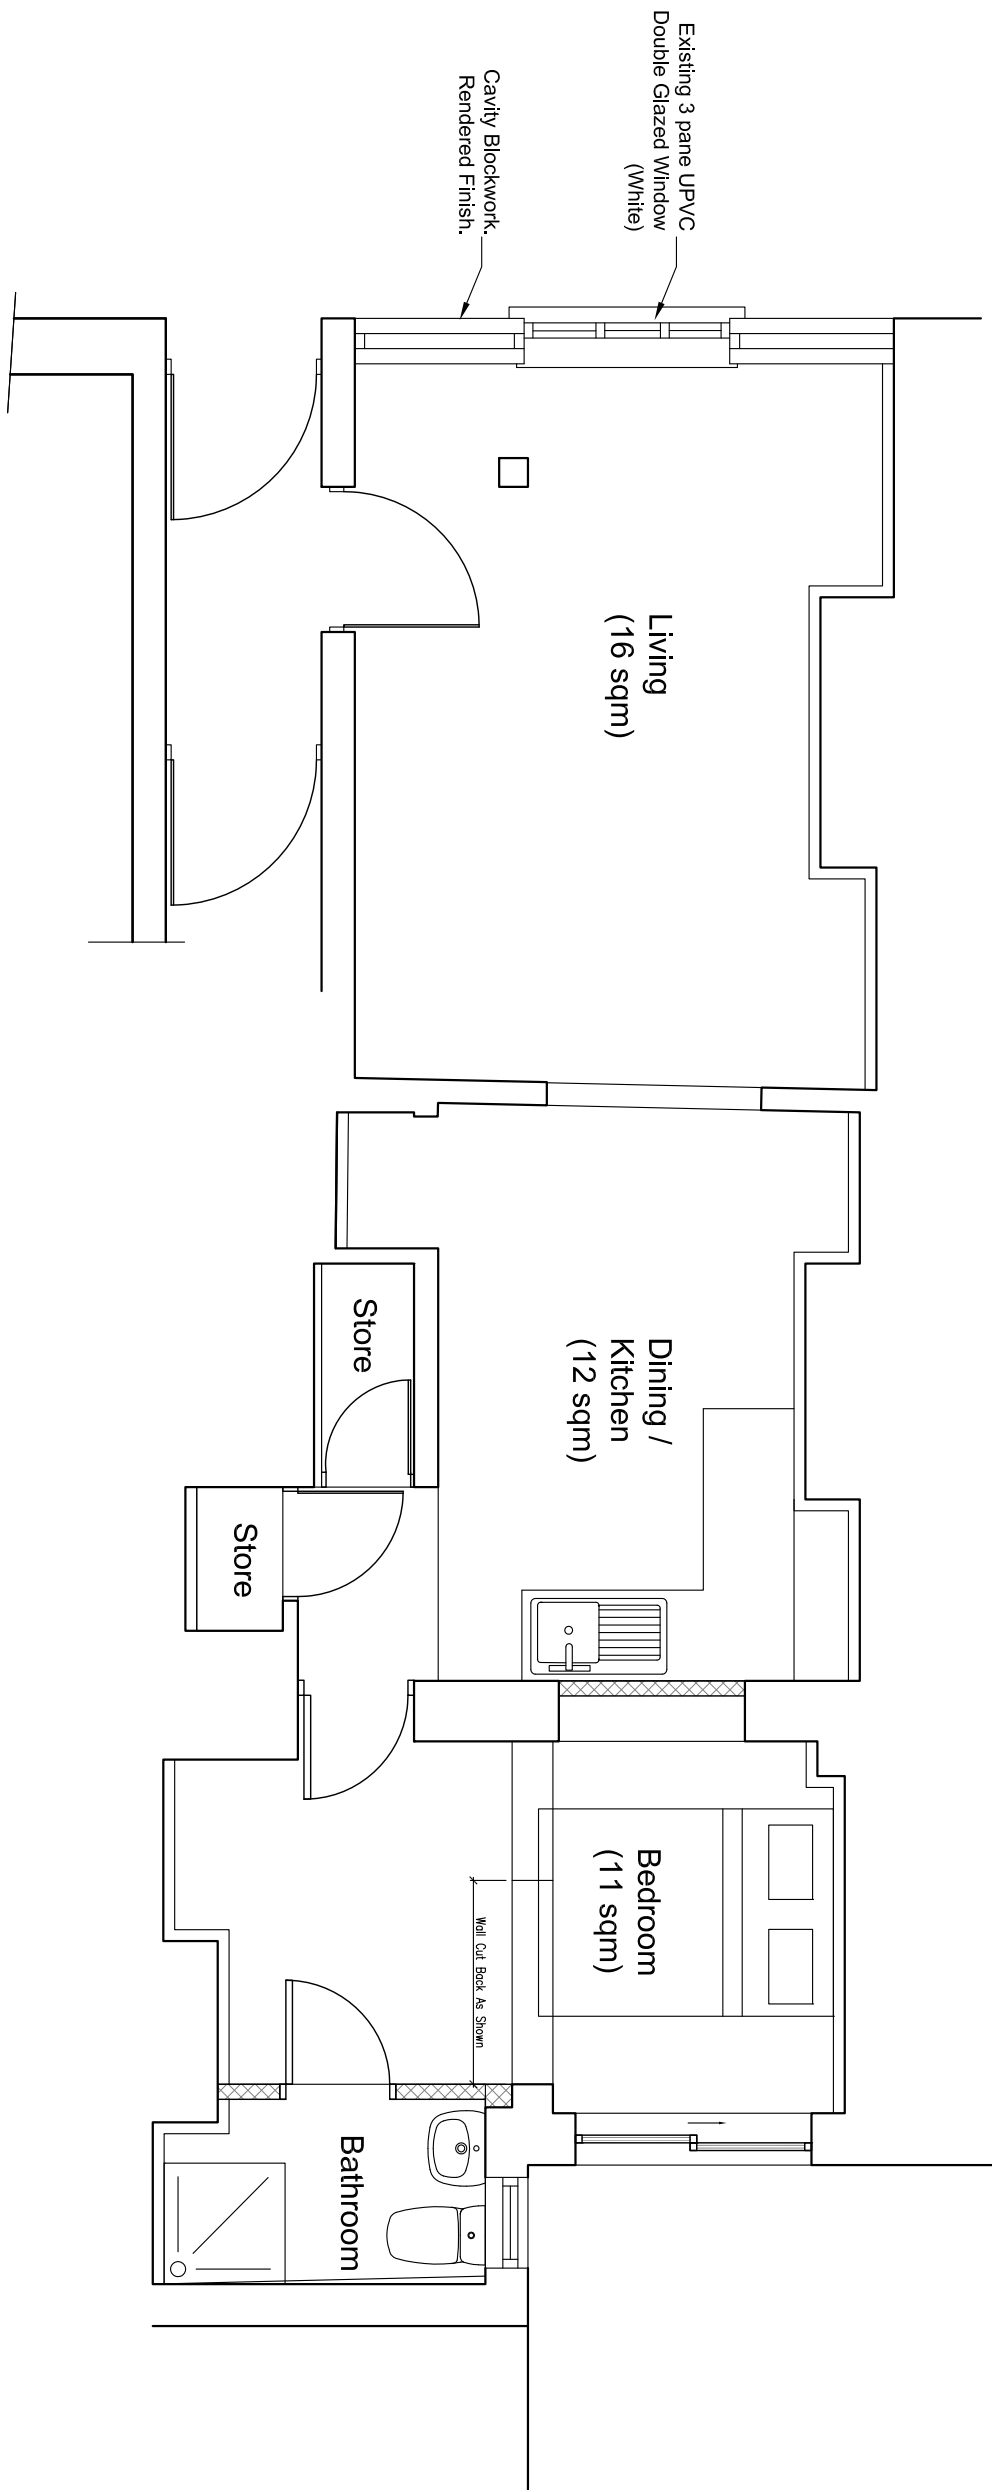 Existing 3 pane UPVC
Double Glazed Window
(White)
Cavity Blockwork.
Rendered Finish.
Living
(16 sqm)
Dining /
Kitchen
(12 sqm)
Store
Store
Bedroom
(11 sqm)
Wall Cut Back As Shown
Bathroom